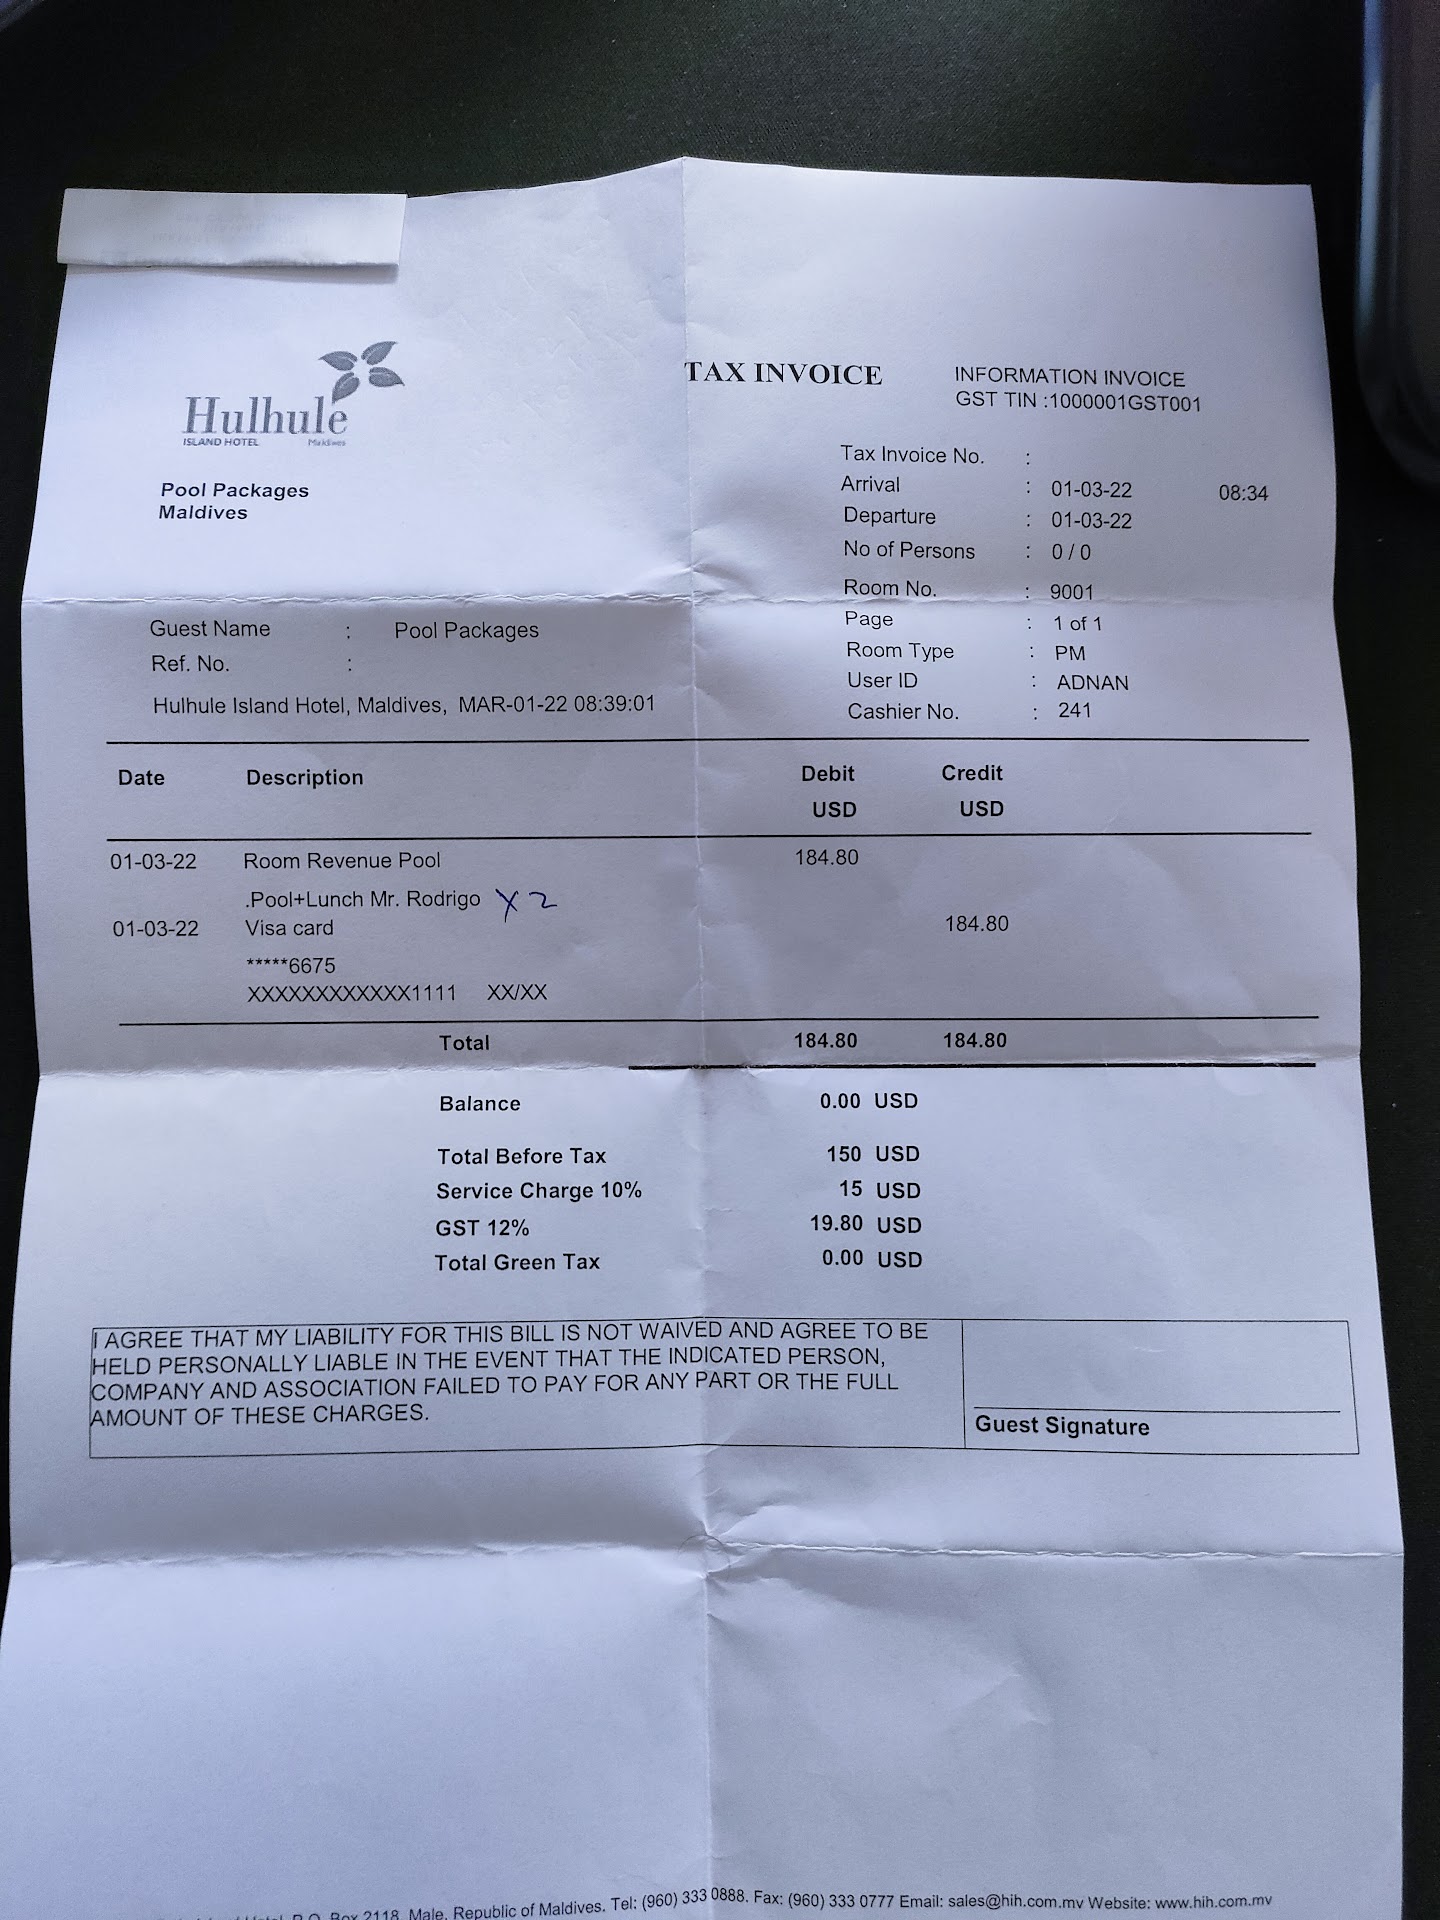 Hulhule
ISLAND HOTEL Maldives
TAX INVOICE
INFORMATION INVOICE
GST TIN :1000001GST001
Pool Packages
Maldives
Tax Invoice No. :
Arrival : 01-03-22 08:34
Departure : 01-03-22
No of Persons : 0 / 0
Room No. : 9001
Page : 1 of 1
Room Type : PM
User ID : ADNAN
Cashier No. : 241
Guest Name : Pool Packages
Ref. No. :
Hulhule Island Hotel, Maldives, MAR-01-22 08:39:01
Date Description Debit Credit
USD USD
01-03-22 Room Revenue Pool 184.80
.Pool+Lunch Mr. Rodrigo X 2
01-03-22 Visa card 184.80
*****6675
XXXXXXXXXXXX1111 XX/XX
Total 184.80 184.80
Balance 0.00 USD
Total Before Tax 150 USD
Service Charge 10% 15 USD
GST 12% 19.80 USD
Total Green Tax 0.00 USD
I AGREE THAT MY LIABILITY FOR THIS BILL IS NOT WAIVED AND AGREE TO BE
HELD PERSONALLY LIABLE IN THE EVENT THAT THE INDICATED PERSON,
COMPANY AND ASSOCIATION FAILED TO PAY FOR ANY PART OR THE FULL
AMOUNT OF THESE CHARGES.
Guest Signature
P.O. Box 2118, Male, Republic of Maldives. Tel: (960) 333 0888. Fax: (960) 333 0777 Email: sales@hih.com.mv Website: www.hih.com.mv